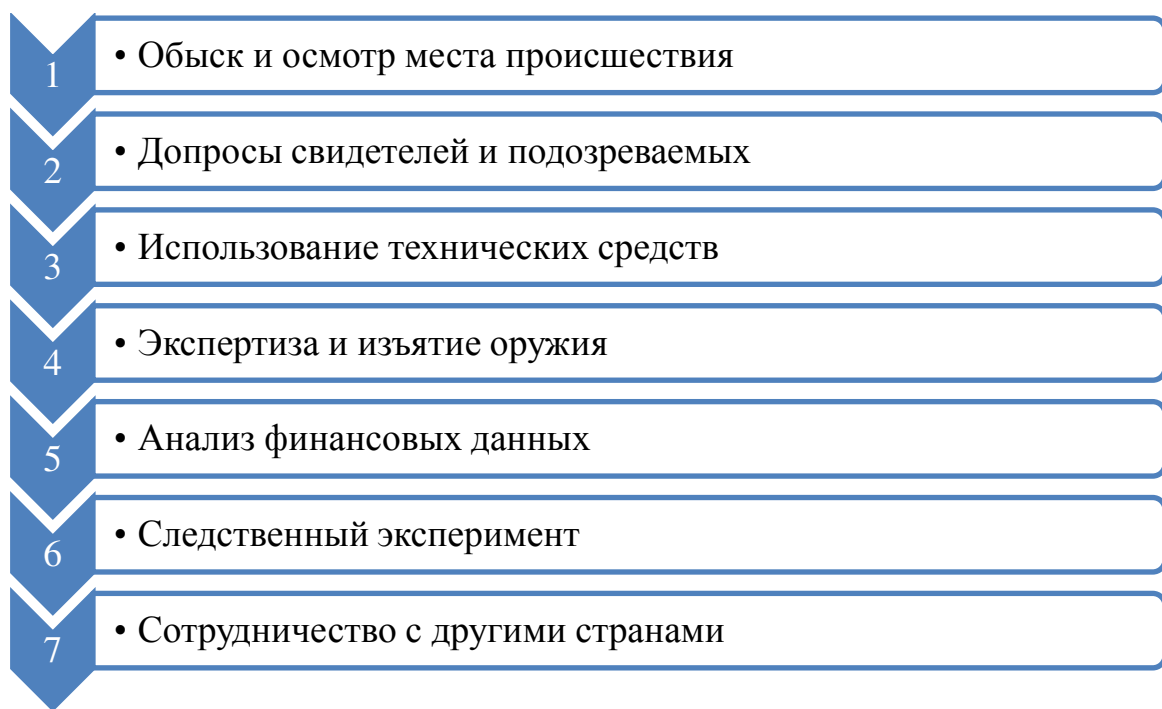 1 • Обыск и осмотр места происшествия
2 • Допросы свидетелей и подозреваемых
3 • Использование технических средств
4 • Экспертиза и изъятие оружия
5 • Анализ финансовых данных
6 • Следственный эксперимент
7 • Сотрудничество с другими странами